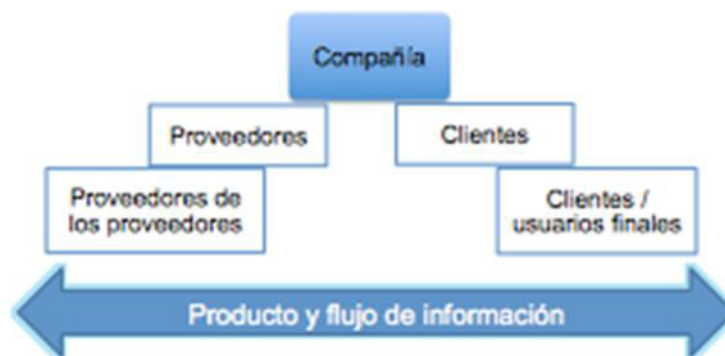 Compañía
Proveedores
Clientes
Proveedores de
los proveedores
Clientes /
usuarios finales
Producto y flujo de información